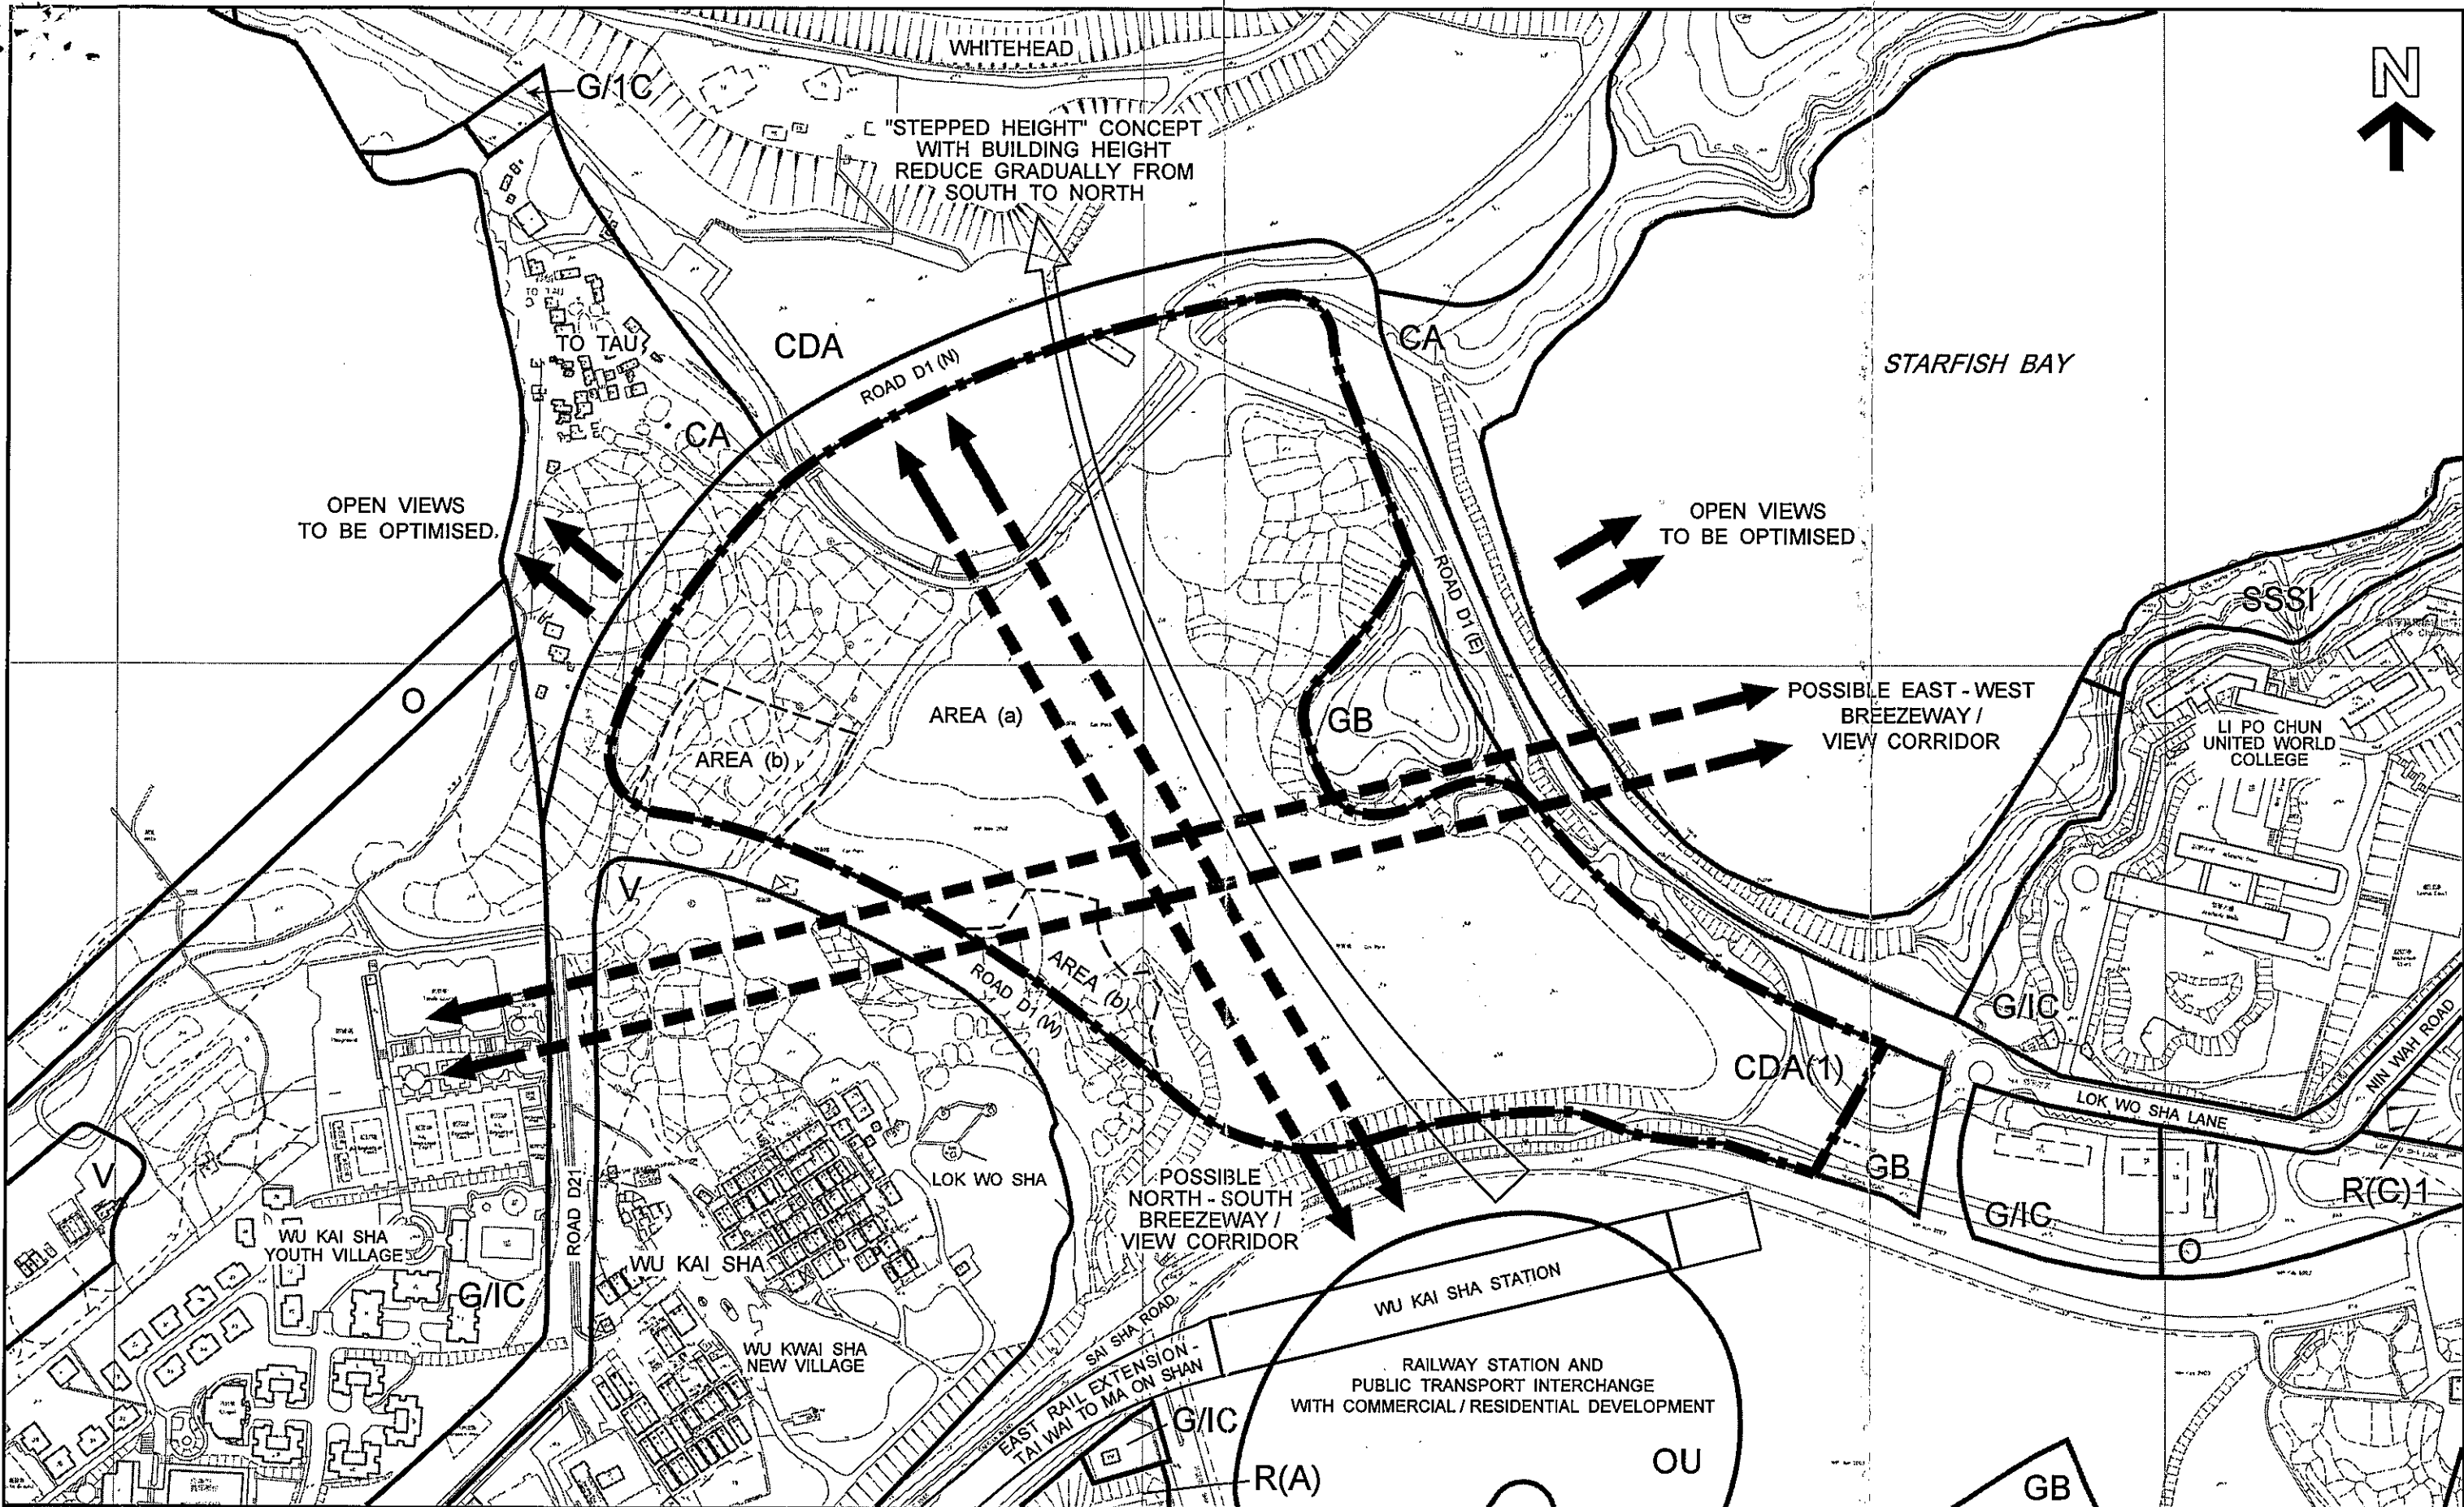 WHITEHEAD
N
G/1C
"STEPPED HEIGHT" CONCEPT
WITH BUILDING HEIGHT
REDUCE GRADUALLY FROM
SOUTH TO NORTH
TO TAU
CDA
ROAD D1 (N)
CA
STARFISH BAY
CA
OPEN VIEWS
TO BE OPTIMISED
OPEN VIEWS
TO BE OPTIMISED
ROAD D1 (E)
SSSI
O
AREA (a)
GB
POSSIBLE EAST - WEST
BREEZEWAY /
VIEW CORRIDOR
LI PO CHUN
UNITED WORLD
COLLEGE
AREA (b)
V
AREA (b)
ROAD D1 (W)
G/IC
CDA(1)
NIN WAH ROAD
LOK WO SHA LANE
V
LOK WO SHA
POSSIBLE
NORTH - SOUTH
BREEZEWAY /
VIEW CORRIDOR
GB
G/IC
R(C)1
O
ROAD D21
WU KAI SHA
YOUTH VILLAGE
G/IC
WU KAI SHA
WU KAI SHA STATION
SAI SHA ROAD
WU KWAI SHA
NEW VILLAGE
EAST RAIL EXTENSION -
TAI WAI TO MA ON SHAN
RAILWAY STATION AND
PUBLIC TRANSPORT INTERCHANGE
WITH COMMERCIAL / RESIDENTIAL DEVELOPMENT
G/IC
OU
R(A)
GB